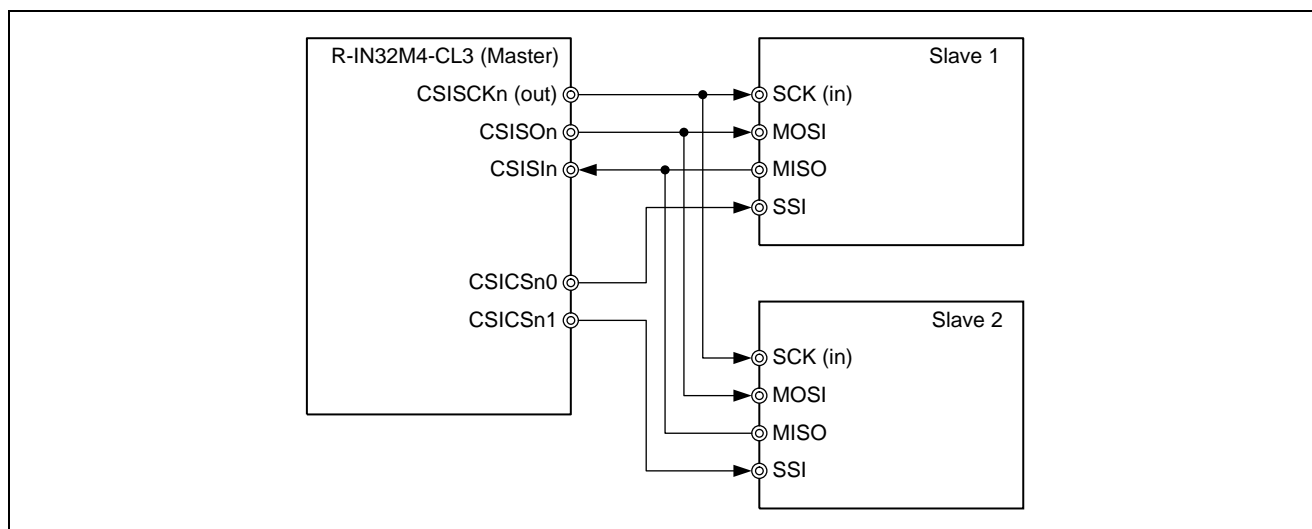 R-IN32M4-CL3 (Master)
CSISCKn (out)
CSISOn
CSISIn
CSICSn0
CSICSn1
Slave 1
SCK (in)
MOSI
MISO
SSI
Slave 2
SCK (in)
MOSI
MISO
SSI